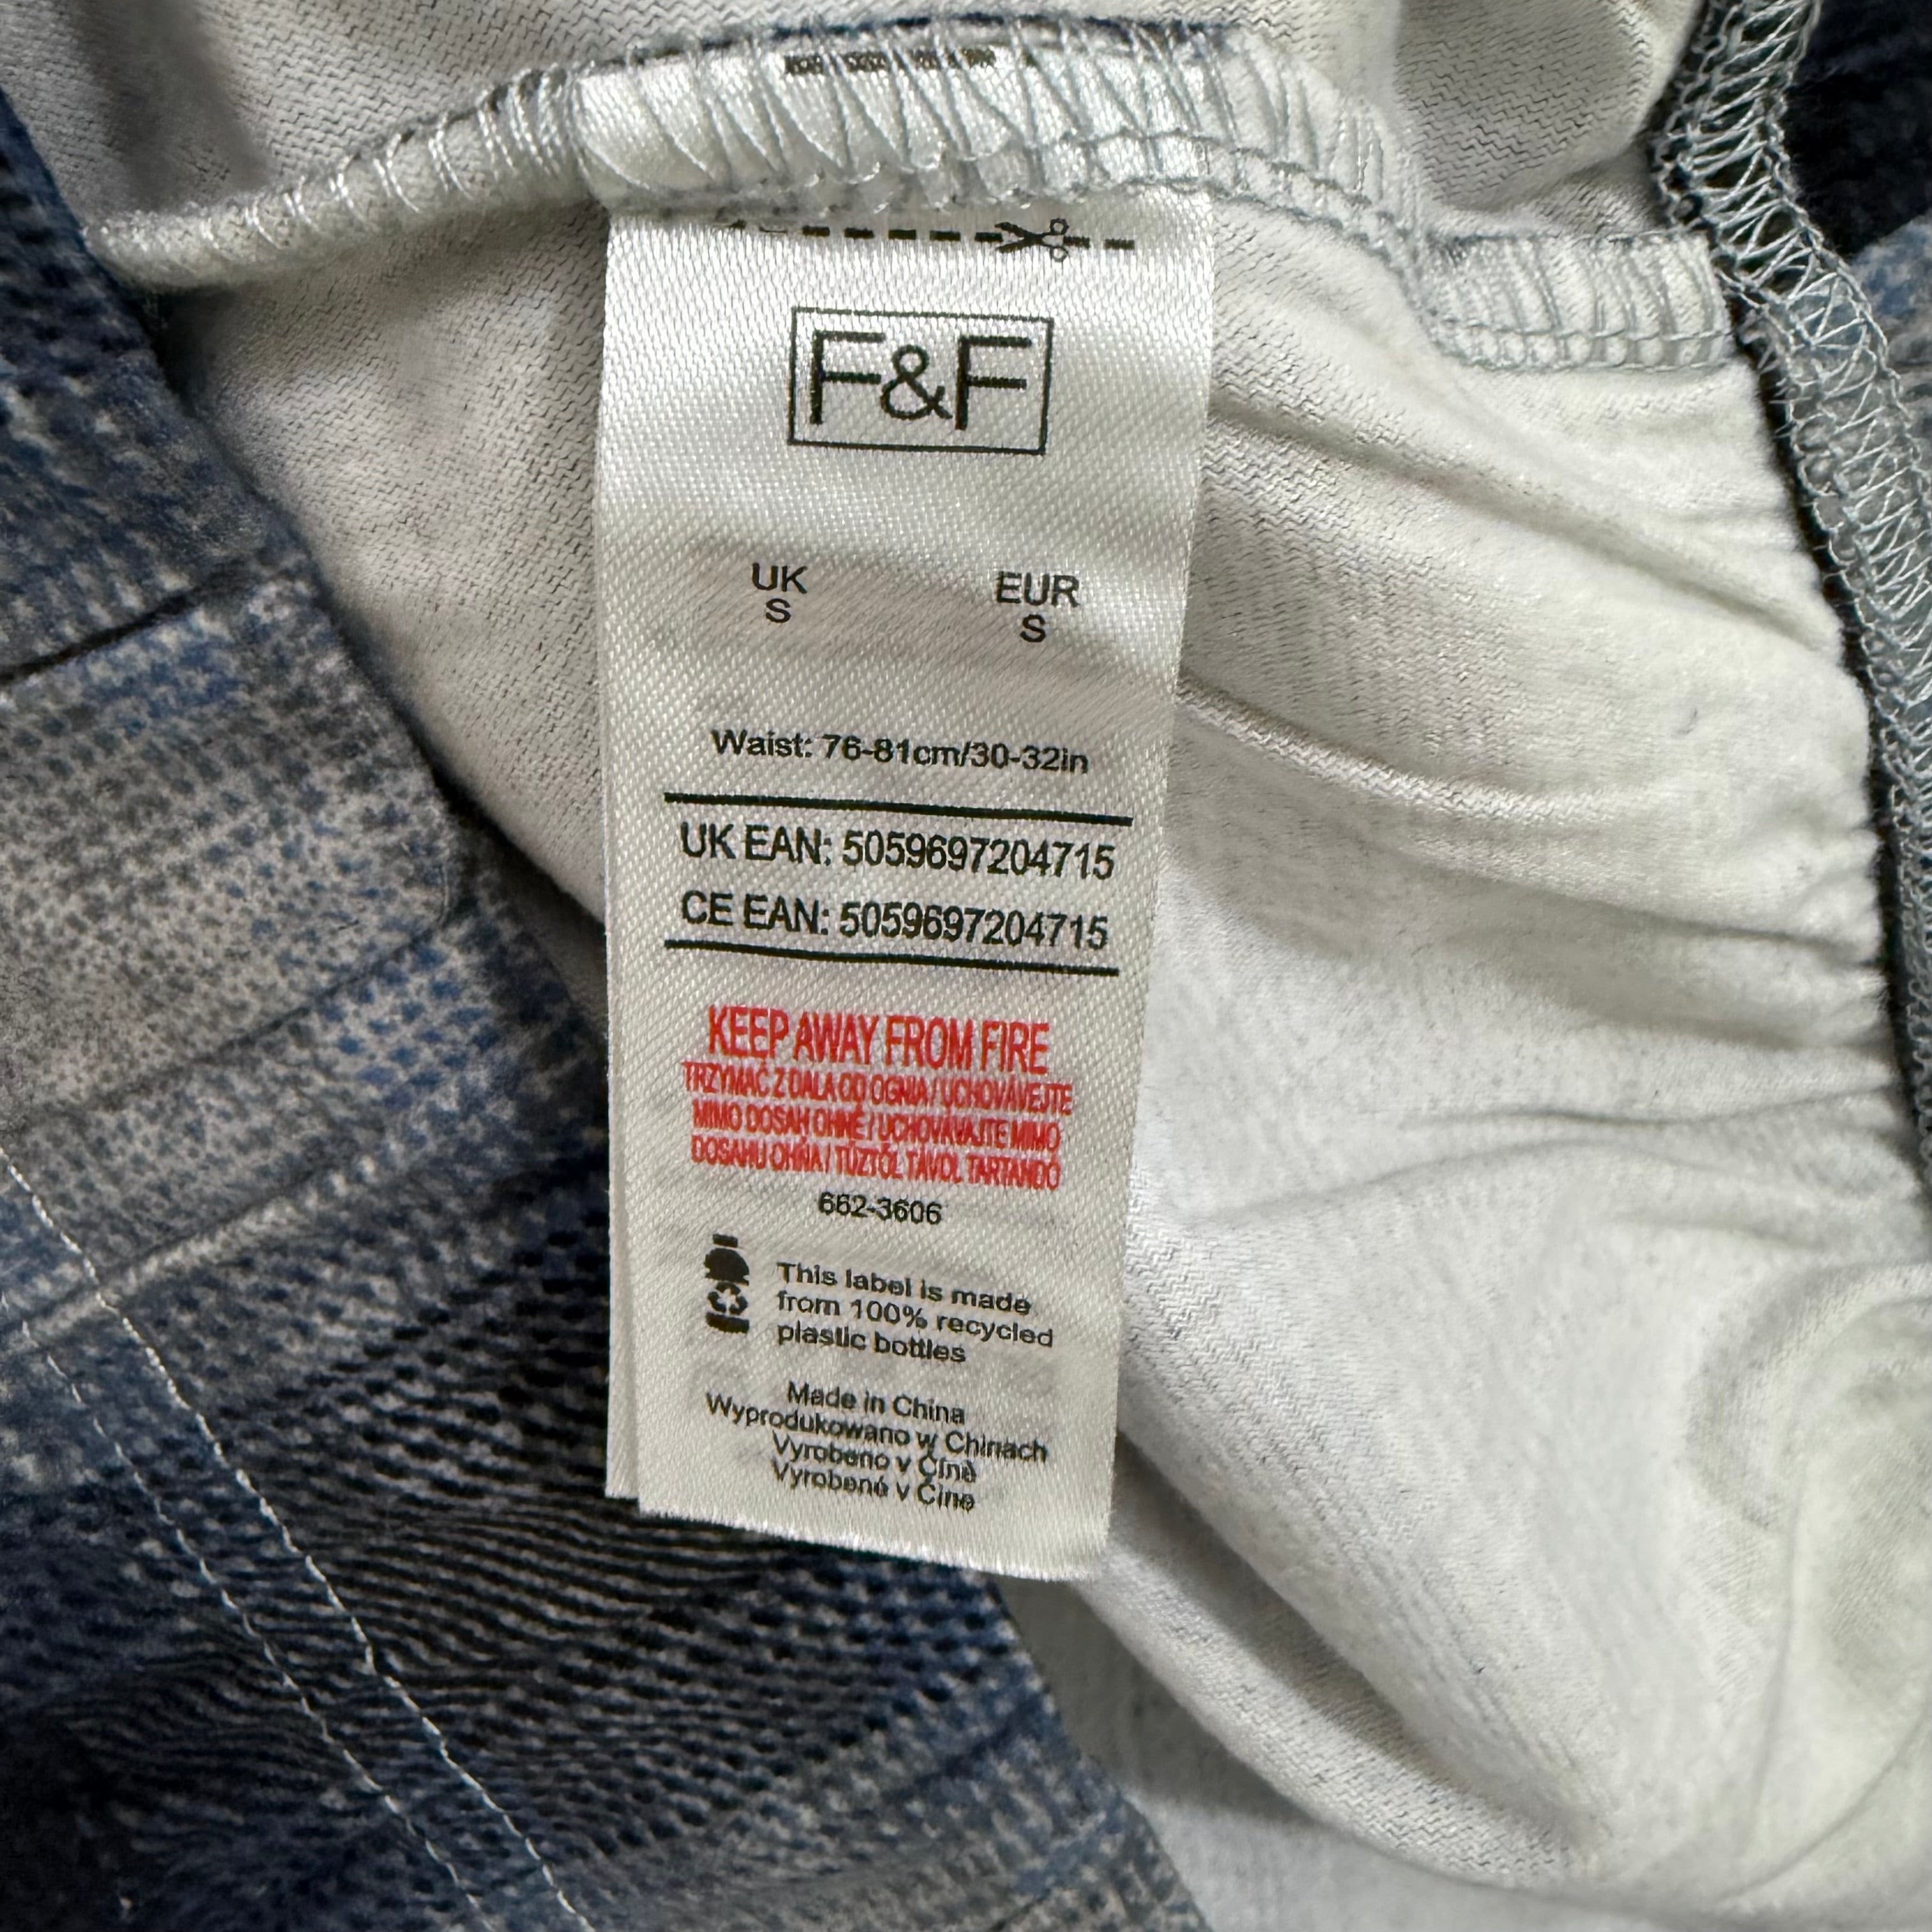 F&F
UK EUR
S S
Waist: 76-81cm/30-32in
UK EAN: 5059697204715
CE EAN: 5059697204715
KEEP AWAY FROM FIRE
TRZYMAĆ Z DALA OD OGNIA / UCHOVÁVEJTE
MIMO DOSAH OHNĚ / UCHOVÁVAJTE MIMO
DOSAHU OHŇA / TŰZTŐL TÁVOL TARTANDÓ
662-3606
This label is made
from 100% recycled
plastic bottles
Made in China
Wyprodukowano w Chinach
Vyrobeno v Číně
Vyrobené v Číne